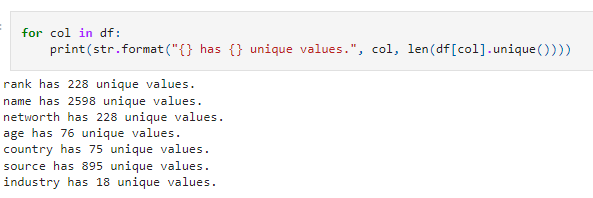 for col in df:
    print(str.format("{} has {} unique values.", col, len(df[col].unique())))
rank has 228 unique values.
name has 2598 unique values.
networth has 228 unique values.
age has 76 unique values.
country has 75 unique values.
source has 895 unique values.
industry has 18 unique values.